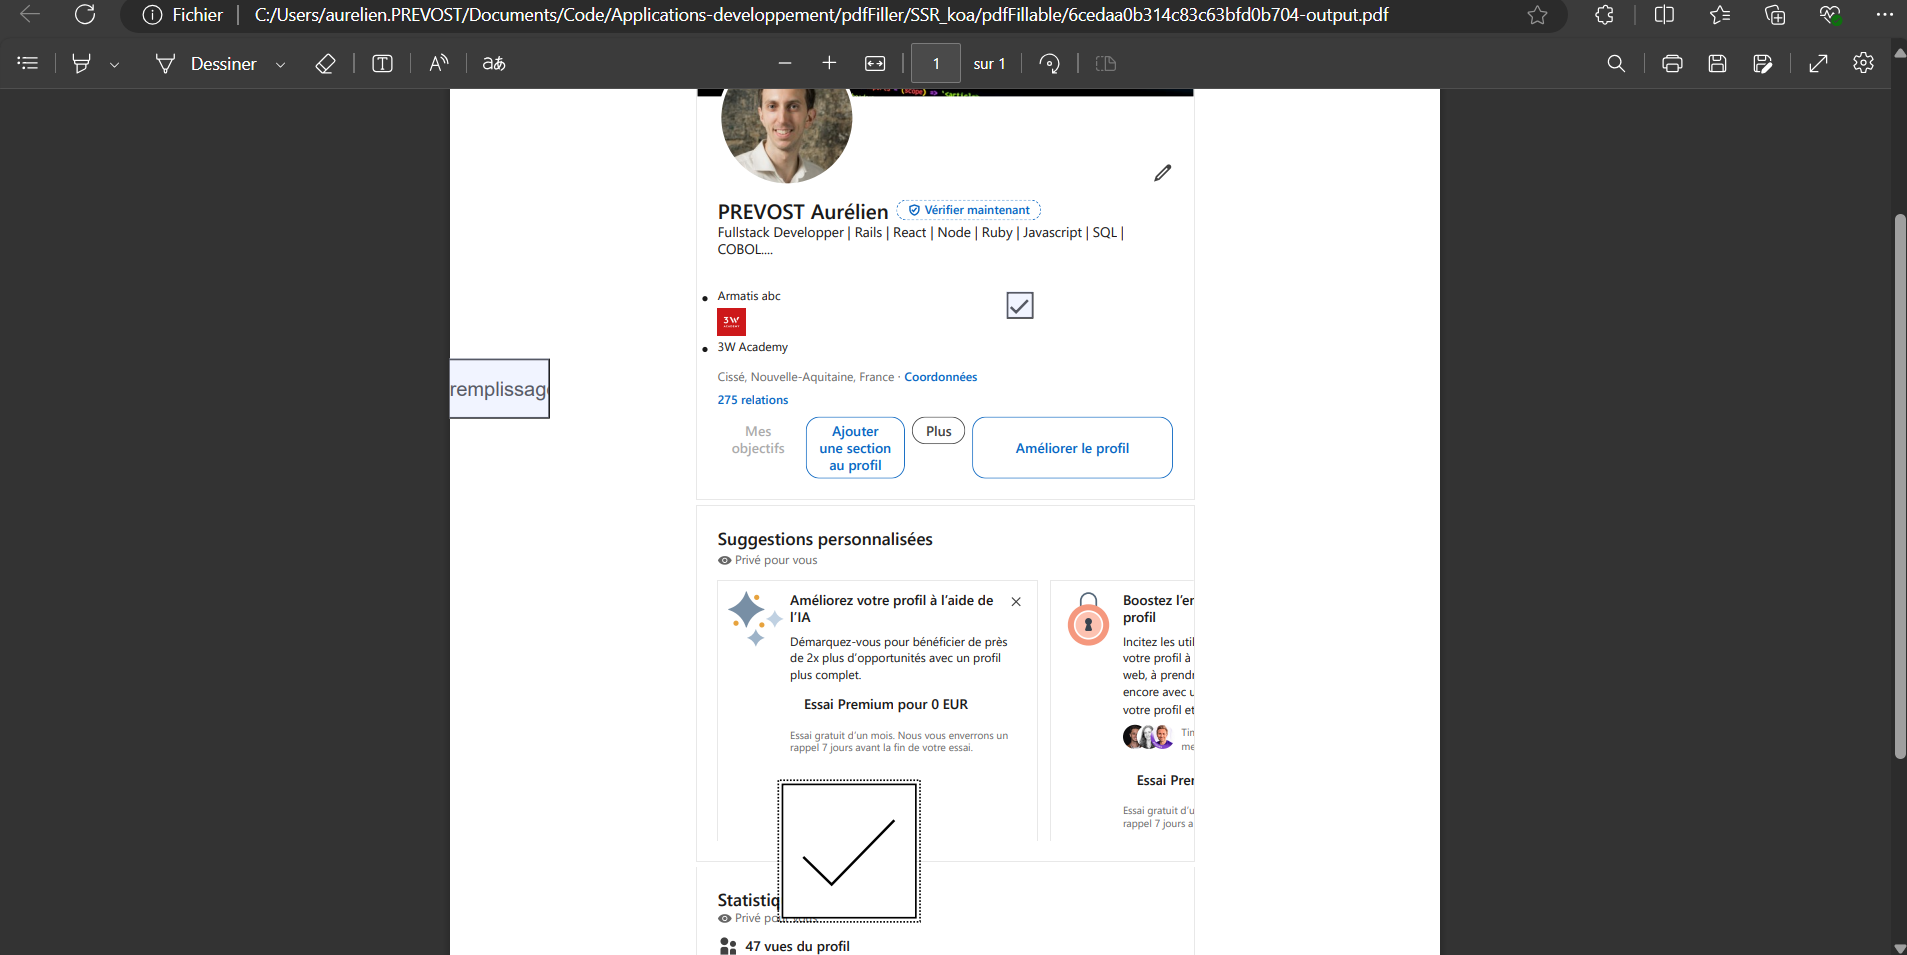 Fichier
C:/Users/aurelien.PREVOST/Documents/Code/Applications-developpement/pdfFiller/SSR_koa/pdfFillable/6cedaa0b314c83c63bfd0b704-output.pdf
Dessiner
1 sur 1
(scope)
PREVOST Aurélien
Vérifier maintenant
Fullstack Developper | Rails | React | Node | Ruby | Javascript | SQL |
COBOL....
Armatis abc
3W
ACADEMY
3W Academy
remplissag
Cissé, Nouvelle-Aquitaine, France · Coordonnées
275 relations
Mes
objectifs
Ajouter
une section
au profil
Plus
Améliorer le profil
Suggestions personnalisées
Privé pour vous
Améliorez votre profil à l'aide de
l'IA
Démarquez-vous pour bénéficier de près
de 2x plus d'opportunités avec un profil
plus complet.
Essai Premium pour 0 EUR
Essai gratuit d'un mois. Nous vous enverrons un
rappel 7 jours avant la fin de votre essai.
Boostez l'er
profil
Incitez les util
votre profil à
web, à prendr
encore avec u
votre profil et
Tin
me
Essai Prer
Essai gratuit d'u
rappel 7 jours a
Statistiq
Privé po
47 vues du profil